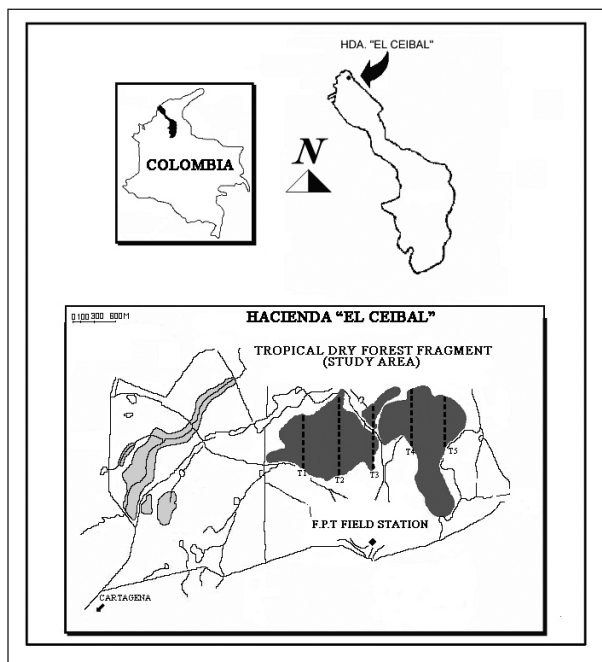 HDA. "EL CEIBAL"
COLOMBIA
N
0 100 300 600 M
HACIENDA "EL CEIBAL"
TROPICAL DRY FOREST FRAGMENT
(STUDY AREA)
T1
T2
T3
T4
T5
F.P.T FIELD STATION
CARTAGENA